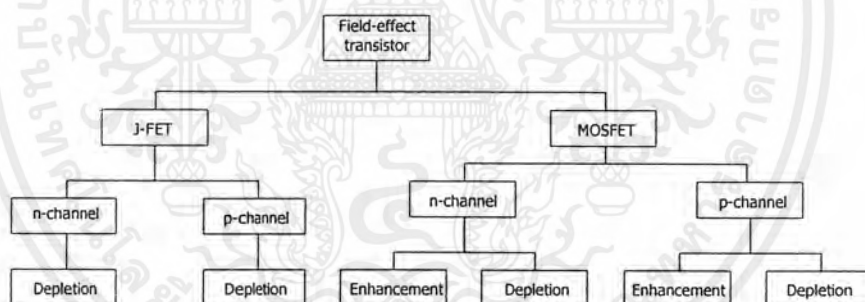 Field-effect
transistor
J-FET
MOSFET
n-channel
p-channel
n-channel
p-channel
Depletion
Depletion
Enhancement
Depletion
Enhancement
Depletion